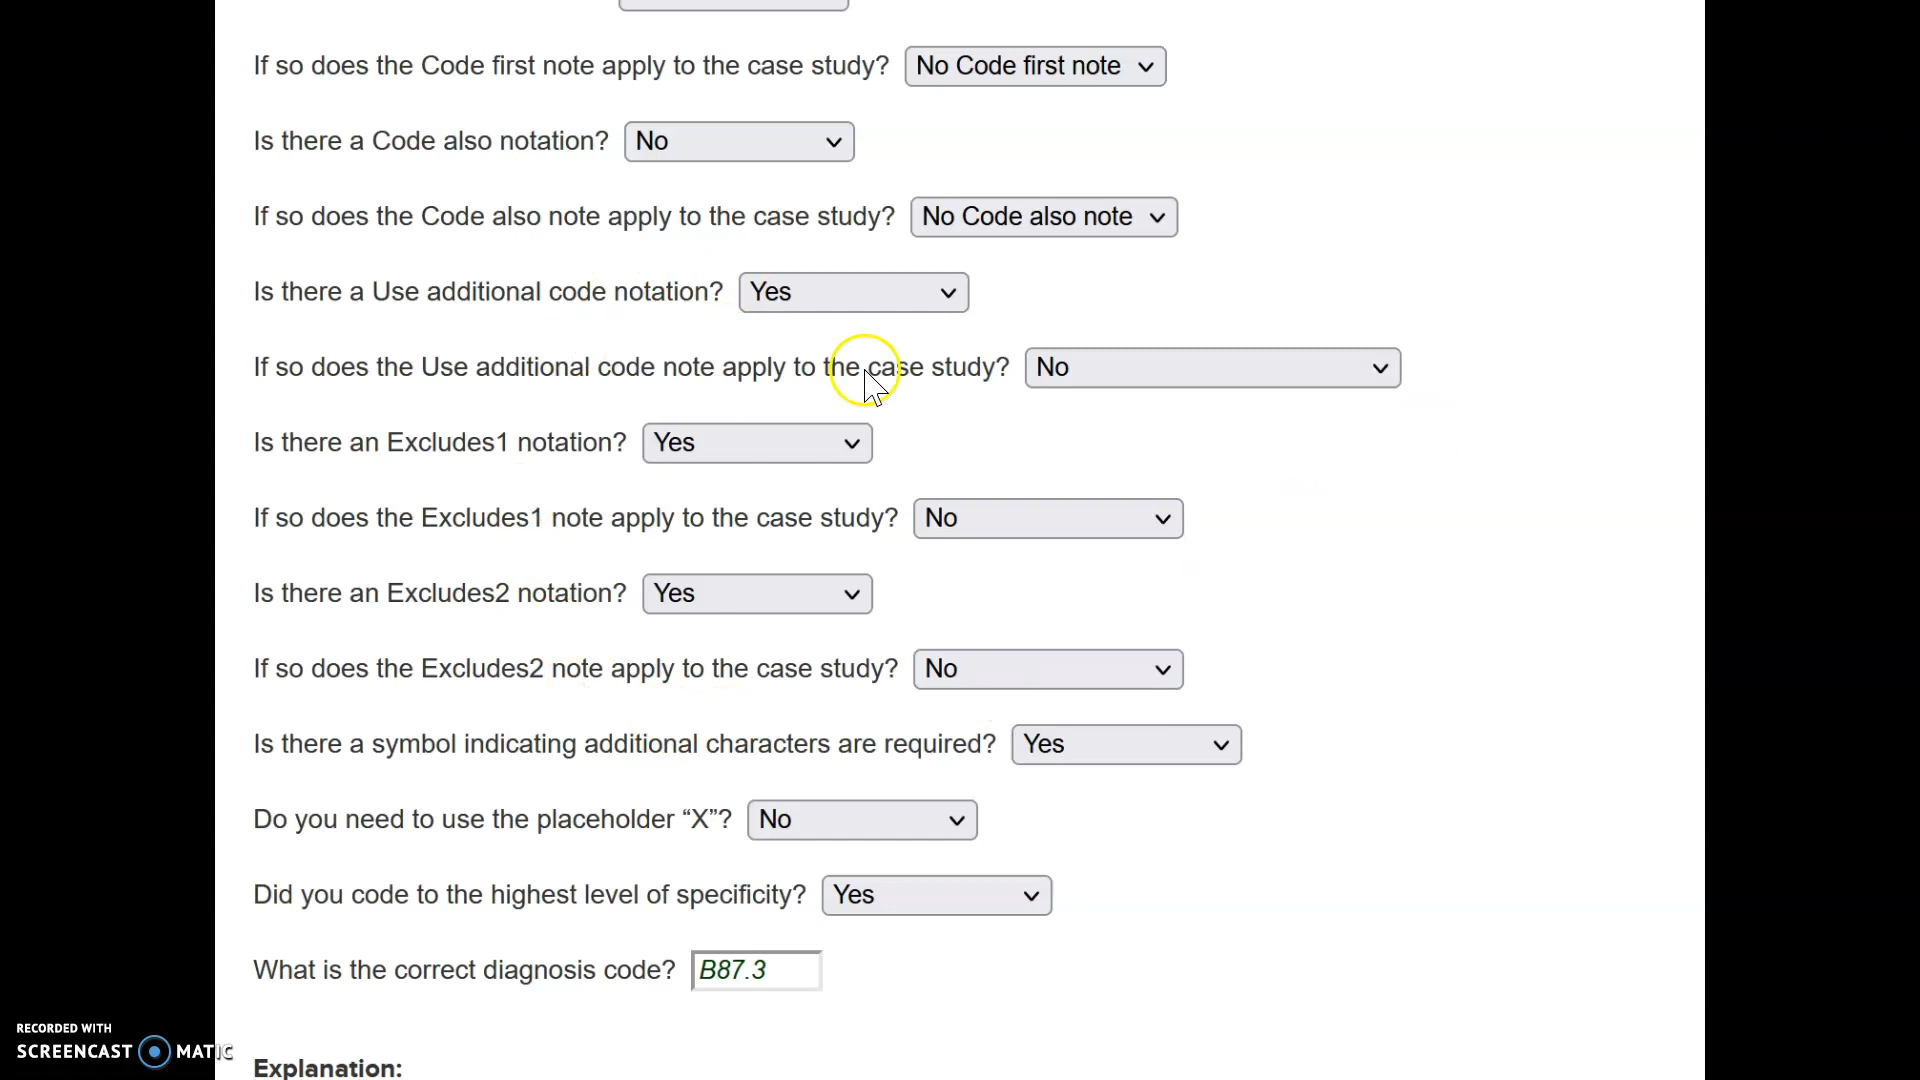 If so does the Code first note apply to the case study? No Code first note
Is there a Code also notation? No
If so does the Code also note apply to the case study? No Code also note
Is there a Use additional code notation? Yes
If so does the Use additional code note apply to the case study? No
Is there an Excludes1 notation? Yes
If so does the Excludes1 note apply to the case study? No
Is there an Excludes2 notation? Yes
If so does the Excludes2 note apply to the case study? No
Is there a symbol indicating additional characters are required? Yes
Do you need to use the placeholder “X”? No
Did you code to the highest level of specificity? Yes
What is the correct diagnosis code? B87.3
RECORDED WITH
SCREENCAST MATIC
Explanation: